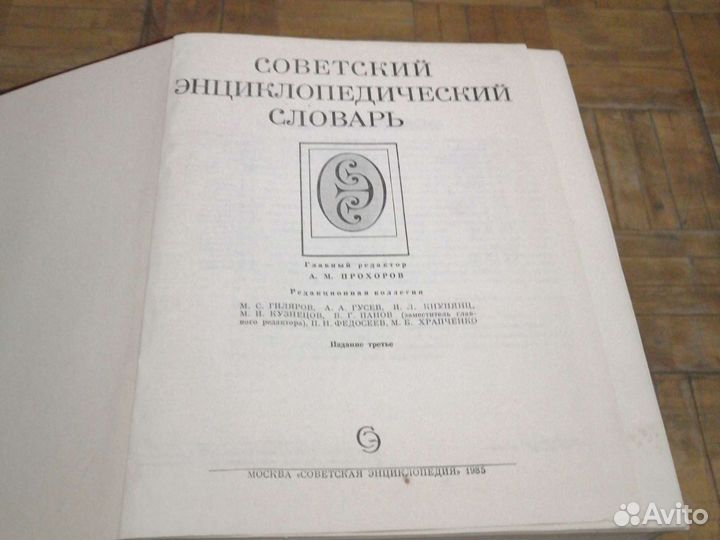 СОВЕТСКИЙ
ЭНЦИКЛОПЕДИЧЕСКИЙ
СЛОВАРЬ
Главный редактор
А. М. ПРОХОРОВ
Редакционная коллегия
М. С. ГИЛЯРОВ, А. А. ГУСЕВ, И. Л. КНУНЯНЦ,
М. И. КУЗНЕЦОВ, В. Г. ПАНОВ (заместитель глав-
ного редактора), П. Н. ФЕДОСЕЕВ, М. Б. ХРАПЧЕНКО
Издание третье
СЭ
МОСКВА «СОВЕТСКАЯ ЭНЦИКЛОПЕДИЯ» 1985
Avito